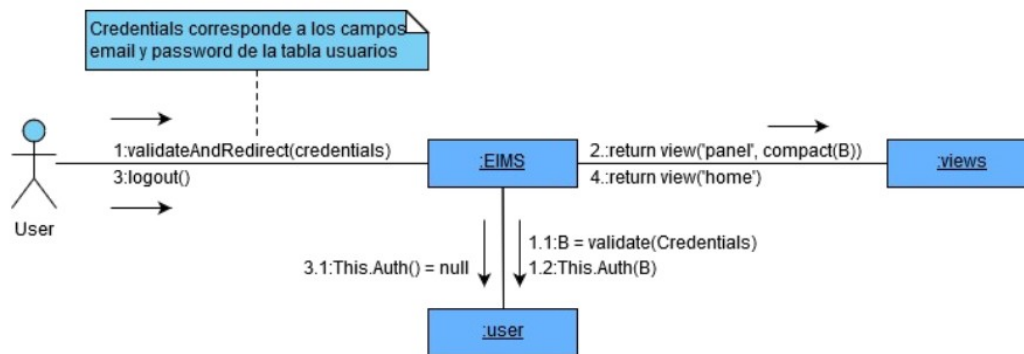 Credentials corresponde a los campos
email y password de la tabla usuarios
1:validateAndRedirect(credentials)
3:logout()
User
:EIMS
2.:return view('panel', compact(B))
4.:return view('home')
:views
3.1:This.Auth() = null
1.1:B = validate(Credentials)
1.2:This.Auth(B)
:user